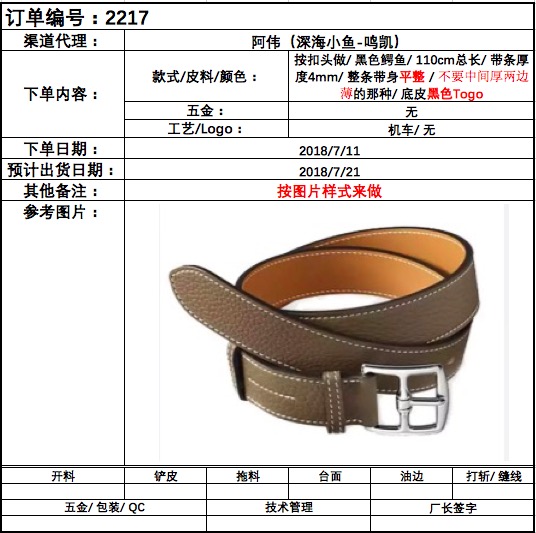 订单编号：2217
渠道代理： 阿伟（深海小鱼-鸣凯）
下单内容：
款式/皮料/颜色：
按扣头做/ 黑色鳄鱼/ 110cm总长/ 带条厚
度4mm/ 整条带身平整 / 不要中间厚两边
薄的那种/ 底皮黑色Togo
五金： 无
工艺/Logo： 机车/ 无
下单日期： 2018/7/11
预计出货日期： 2018/7/21
其他备注： 按图片样式来做
参考图片：
开料 铲皮 拖料 台面 油边 打斩/ 缝线
五金/ 包装/ QC 技术管理 厂长签字